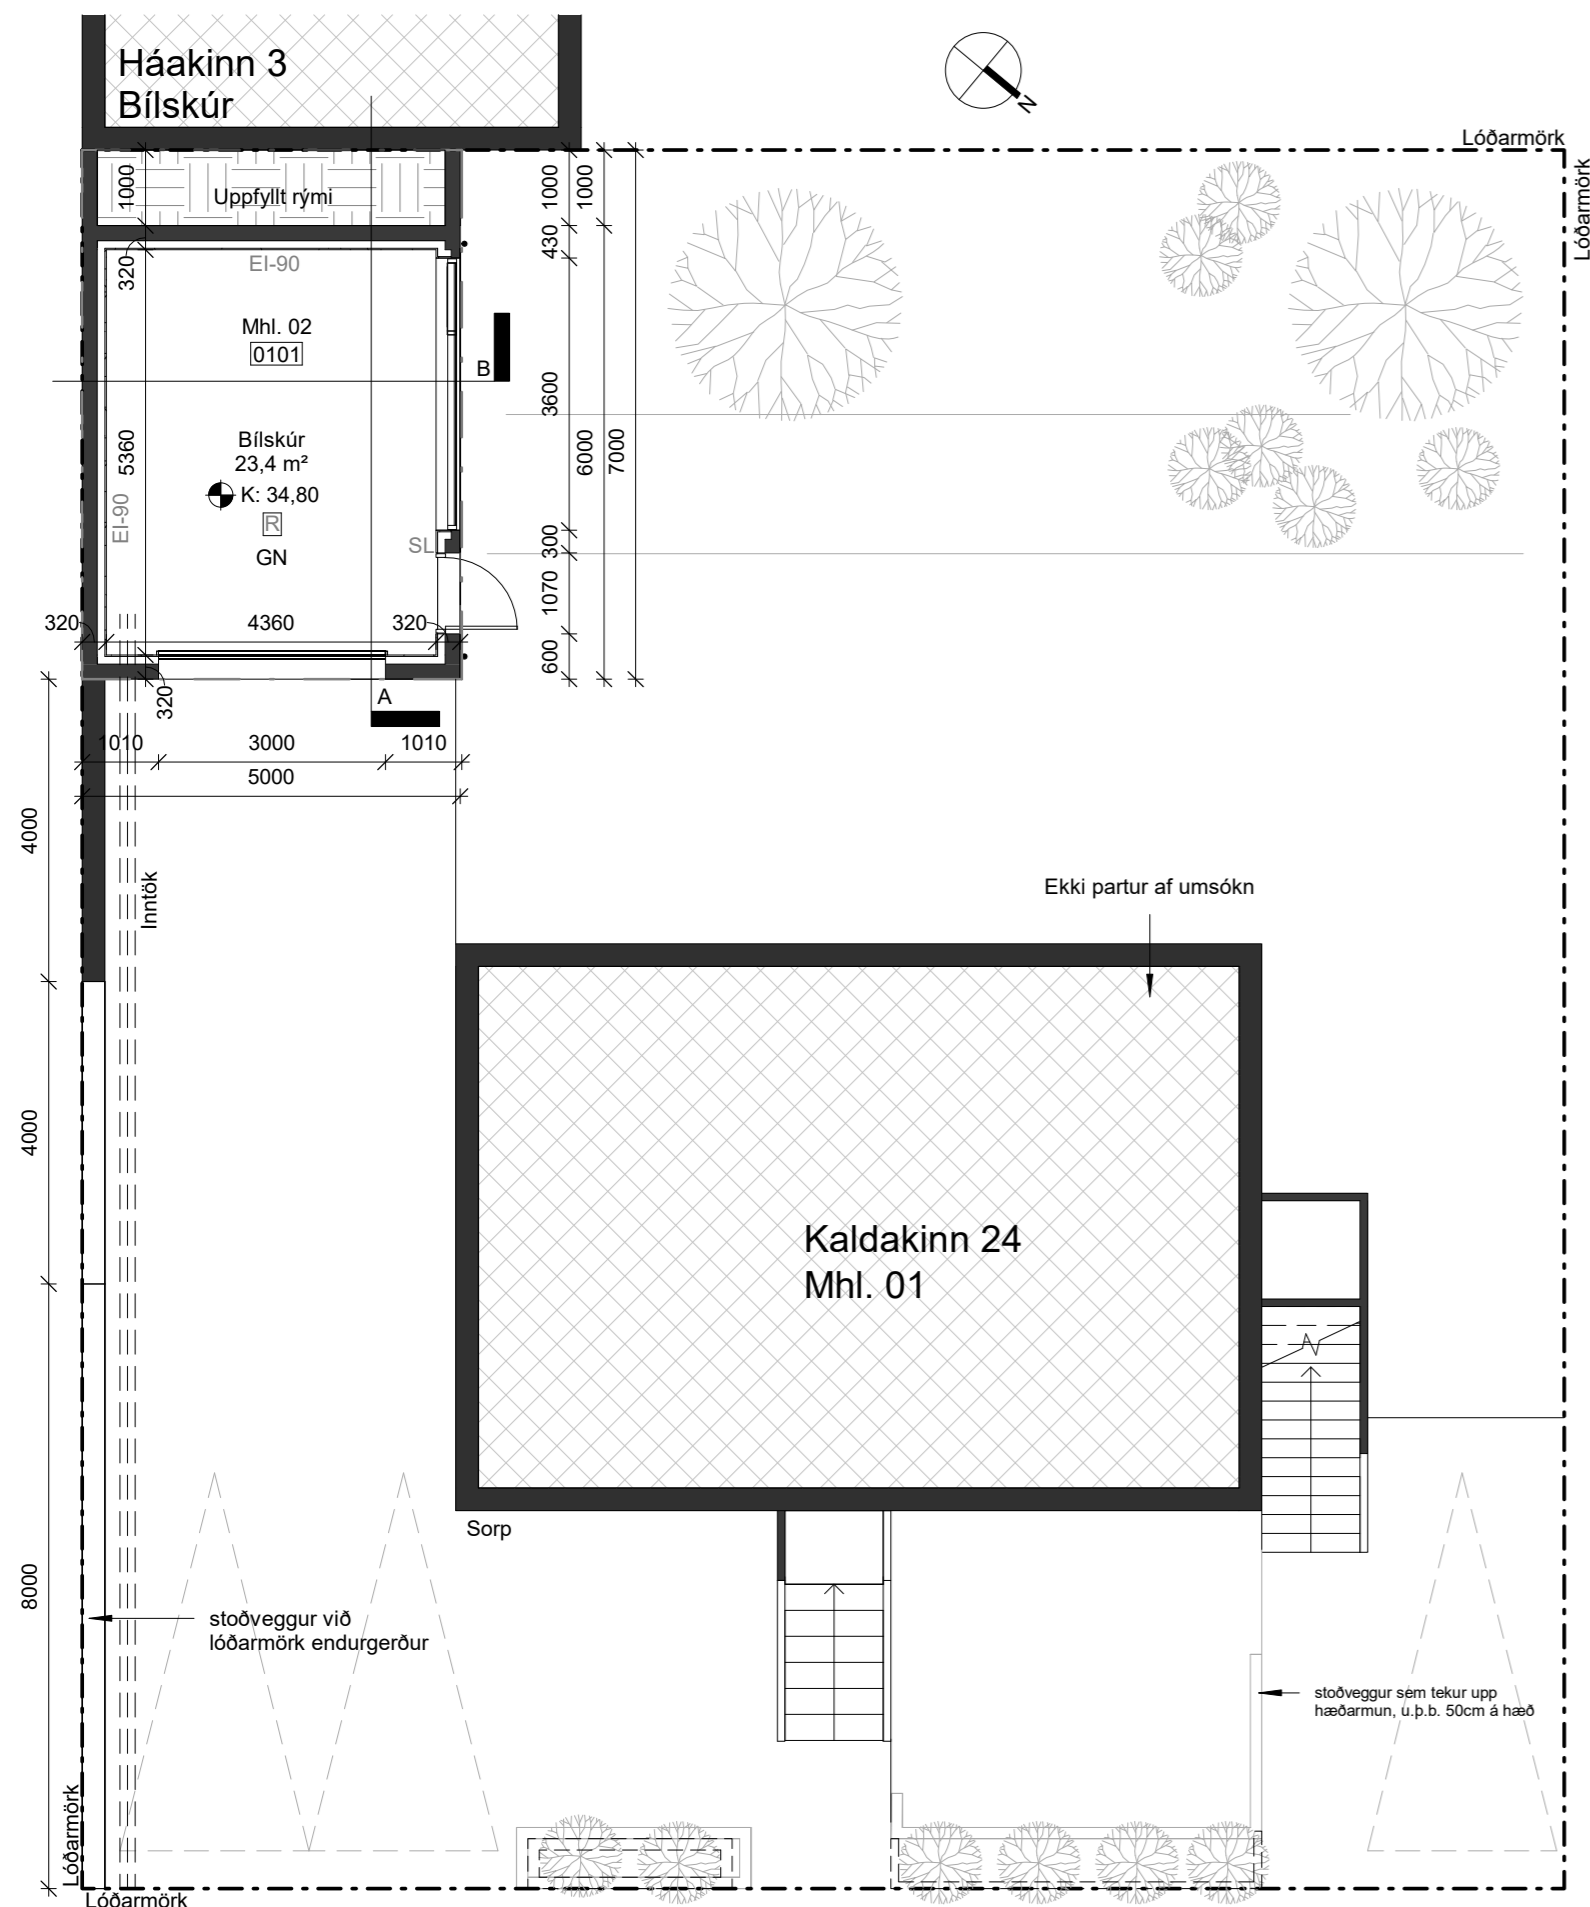 Háakinn 3
Bílskúr
N
Lóðarmörk
Lóðarmörk
1000
Uppfyllt rými
1000
1000
430
320
EI-90
Mhl. 02
0101
B
3600
5360
Bílskúr
23,4 m²
K: 34,80
R
GN
EI-90
SL
6000
7000
300
1070
600
320
4360
320
320
A
1010
3000
1010
5000
4000
Inntök
Ekki partur af umsókn
4000
Kaldakinn 24
Mhl. 01
Sorp
8000
stoðveggur við
lóðarmörk endurgerður
stoðveggur sem tekur upp
hæðarmun, u.þ.b. 50cm á hæð
Lóðarmörk
Lóðarmörk